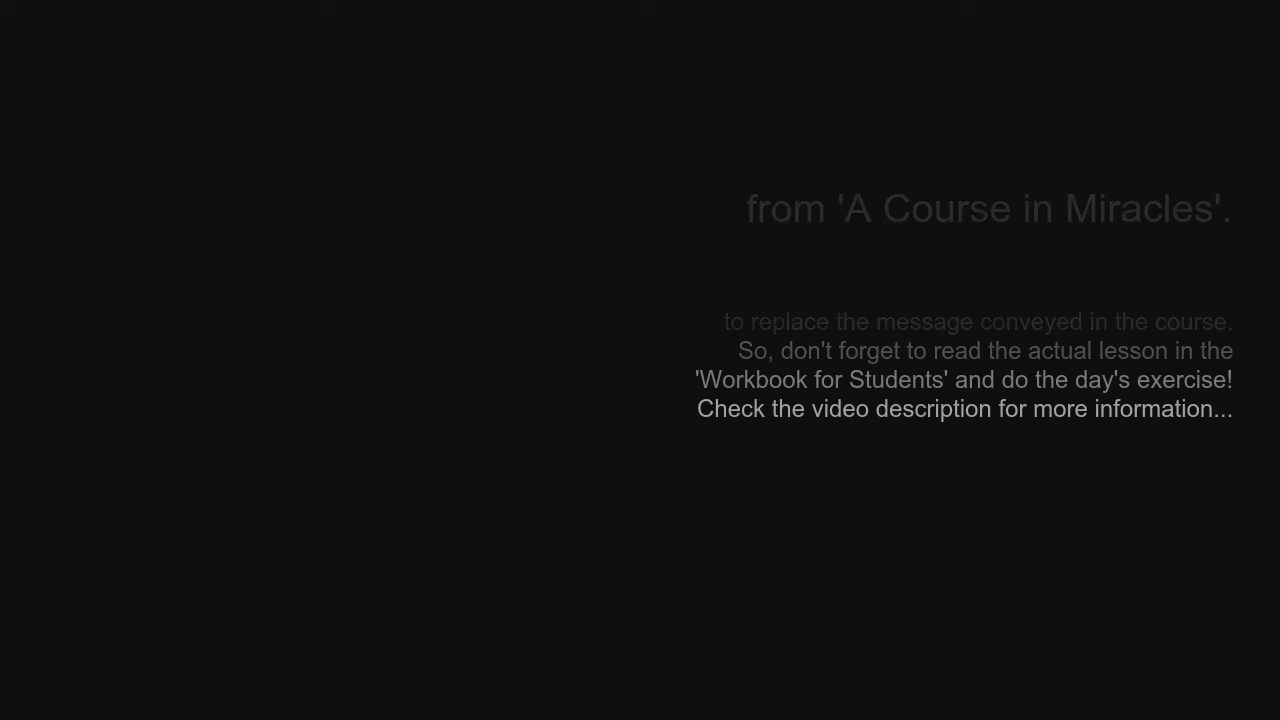 from 'A Course in Miracles'.
to replace the message conveyed in the course.
So, don't forget to read the actual lesson in the
'Workbook for Students' and do the day's exercise!
Check the video description for more information...